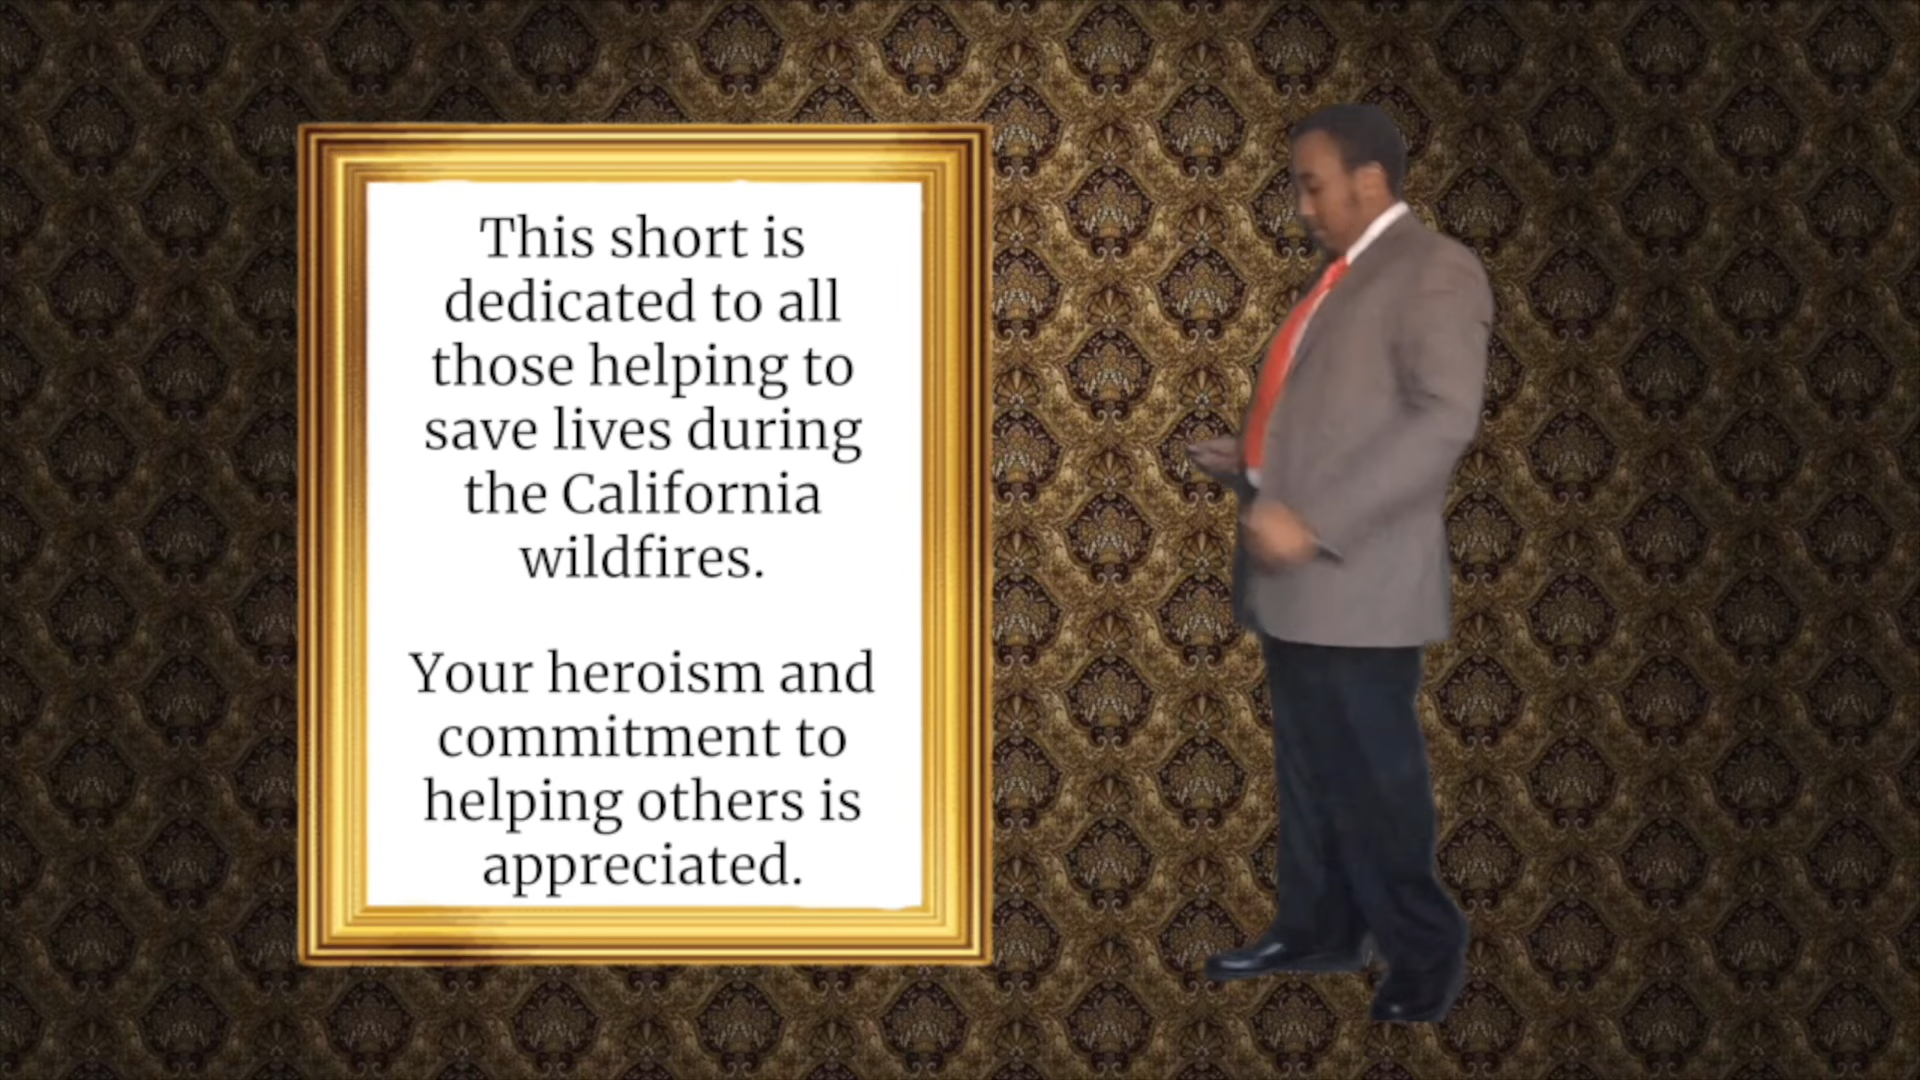 This short is
dedicated to all
those helping to
save lives during
the California
wildfires.
Your heroism and
commitment to
helping others is
appreciated.